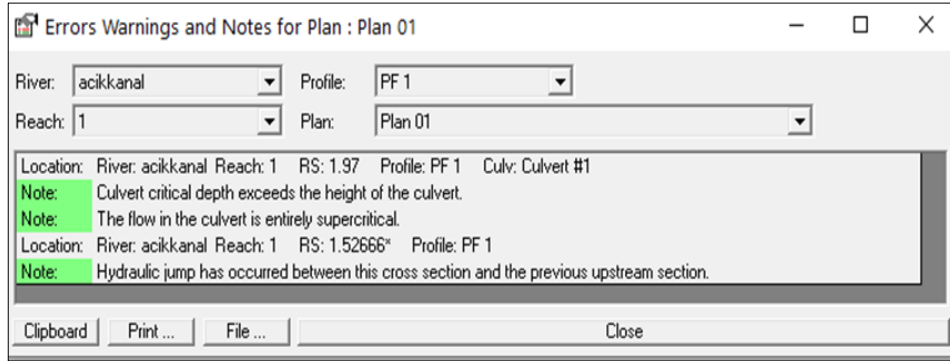 Errors Warnings and Notes for Plan : Plan 01
River: acikkanal Profile: PF 1
Reach: 1 Plan: Plan 01
Location: River: acikkanal Reach: 1 RS: 1.97 Profile: PF 1 Culv: Culvert #1
Note: Culvert critical depth exceeds the height of the culvert.
Note: The flow in the culvert is entirely supercritical.
Location: River: acikkanal Reach: 1 RS: 1.52666* Profile: PF 1
Note: Hydraulic jump has occurred between this cross section and the previous upstream section.
Clipboard Print ... File ... Close